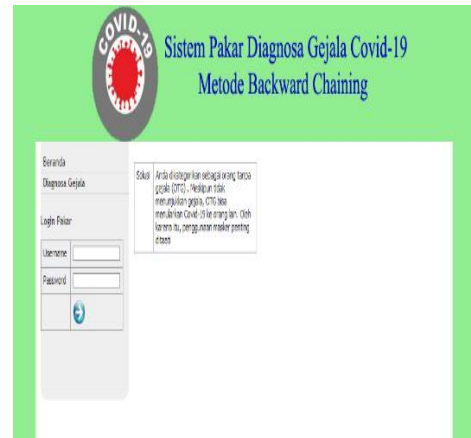 COVID-19
Sistem Pakar Diagnosa Gejala Covid-19
Metode Backward Chaining
Beranda
Diagnosa Gejala
Login Pakar
Username
Password
Solusi
Anda dikategorikan sebagai orang tanpa
gejala (OTG) . Meskipun tidak
menunjukkan gejala, OTG bisa
menularkan Covid-19 ke orang lain. Oleh
karena itu, penggunaan masker penting
ditaati